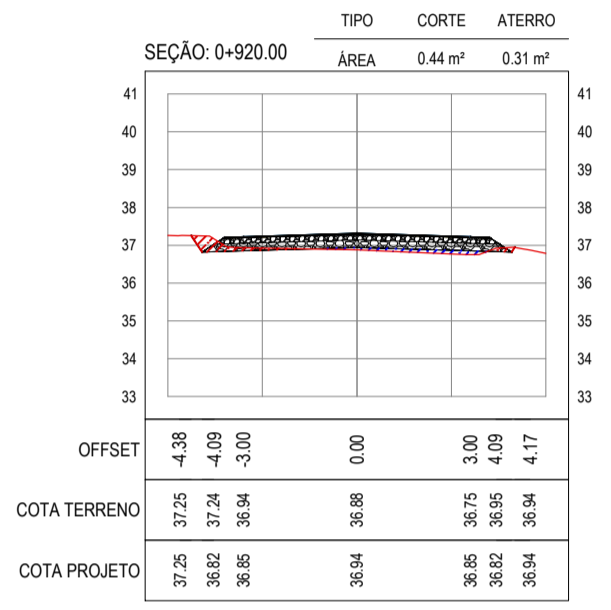 TIPO CORTE ATERRO
SEÇÃO: 0+920.00
ÁREA 0.44 m² 0.31 m²
41 41
40 40
39 39
38 38
37 37
36 36
35 35
34 34
33 33
OFFSET -4.38 -4.09 -3.00 0.00 3.00 4.09 4.17
COTA TERRENO 37.25 37.24 36.94 36.88 36.75 36.95 36.94
COTA PROJETO 37.25 36.82 36.85 36.94 36.85 36.82 36.94